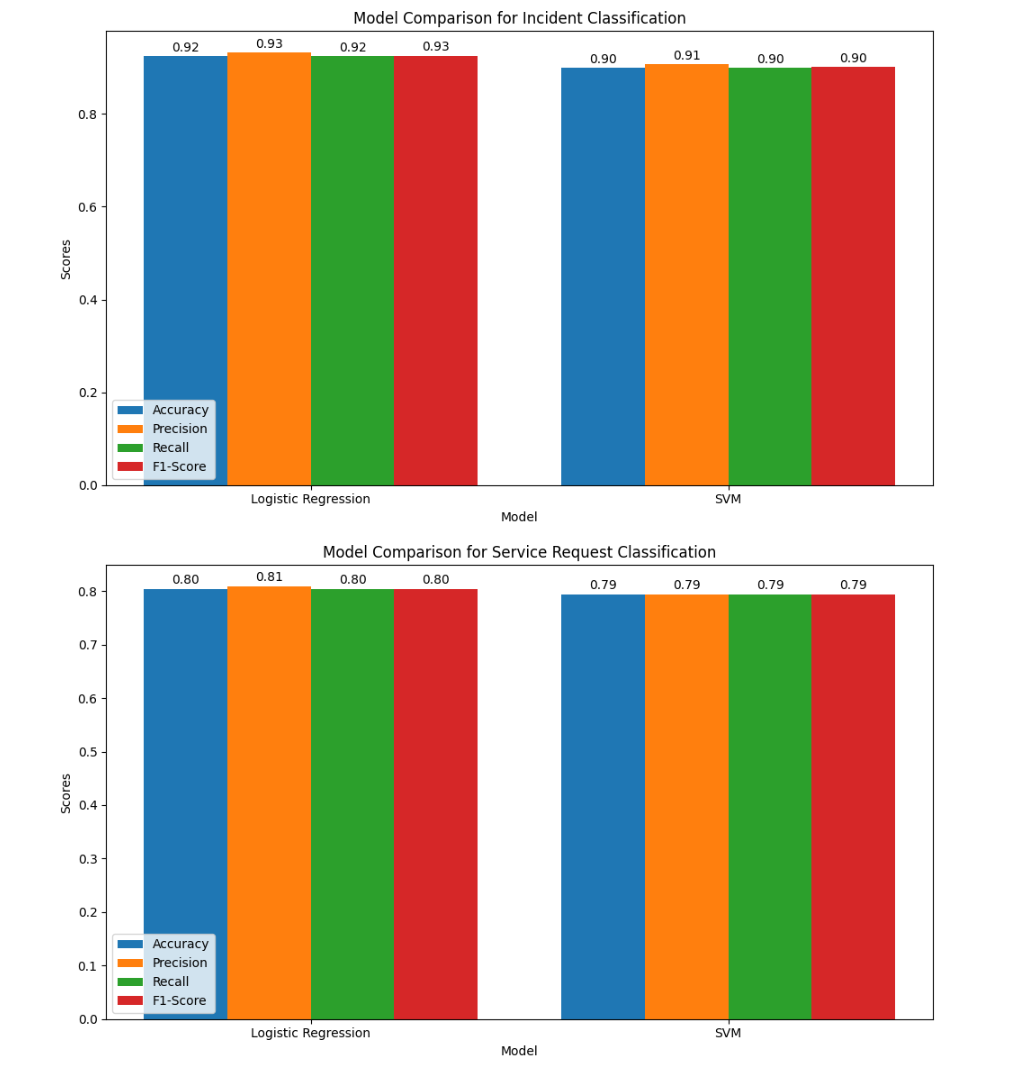 Model Comparison for Incident Classification
0.92 0.93 0.92 0.93 0.90 0.91 0.90 0.90
0.8
0.6
Scores
0.4
0.2
Accuracy
Precision
Recall
F1-Score
0.0
Logistic Regression SVM
Model
Model Comparison for Service Request Classification
0.80 0.81 0.80 0.80 0.79 0.79 0.79 0.79
0.8
0.7
0.6
0.5
Scores
0.4
0.3
0.2
Accuracy
Precision
0.1
Recall
F1-Score
0.0
Logistic Regression SVM
Model